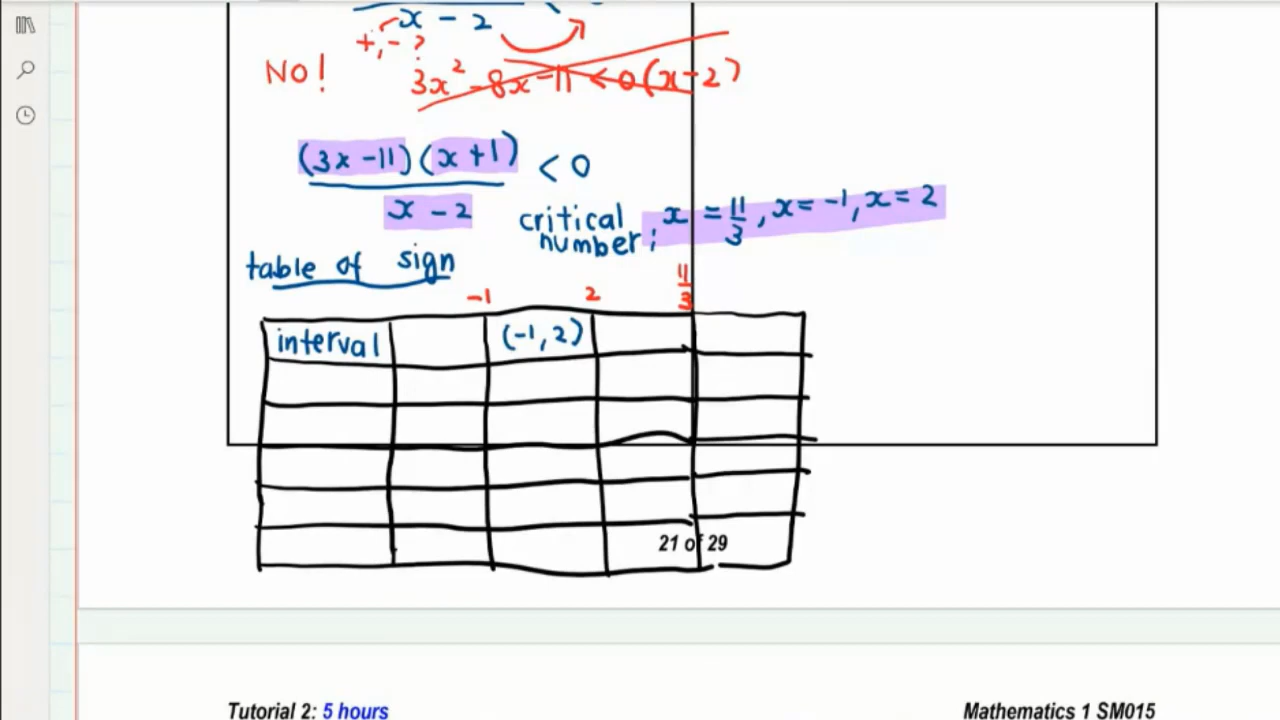 x - 2
+, - ?
NO! 3x² - 8x - 11 < 0(x-2)
(3x - 11)(x + 1) < 0
x - 2
critical number; x = 11/3, x = -1, x = 2
table of sign
-1 2 11/3
interval (-1, 2)
21 of 29
Tutorial 2: 5 hours Mathematics 1 SM015